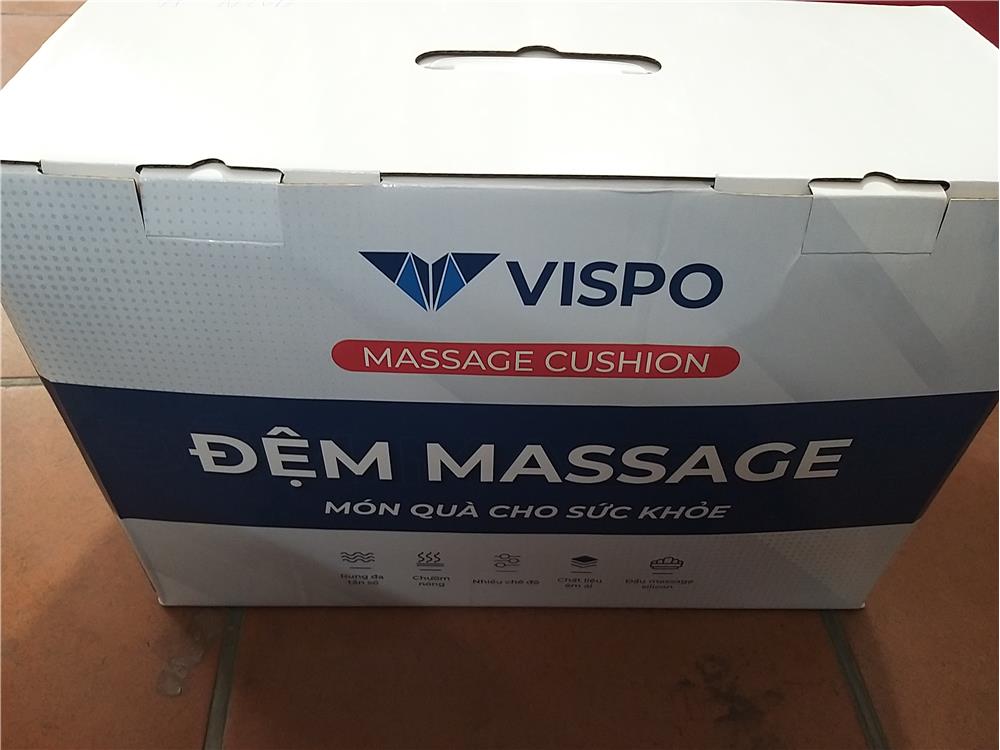 VISPO
MASSAGE CUSHION
ĐỆM MASSAGE
MÓN QUÀ CHO SỨC KHỎE
Rung đa
tần số
Chườm
nóng
Nhiều chế độ
Chất liệu
êm ái
Đầu massage
silicon